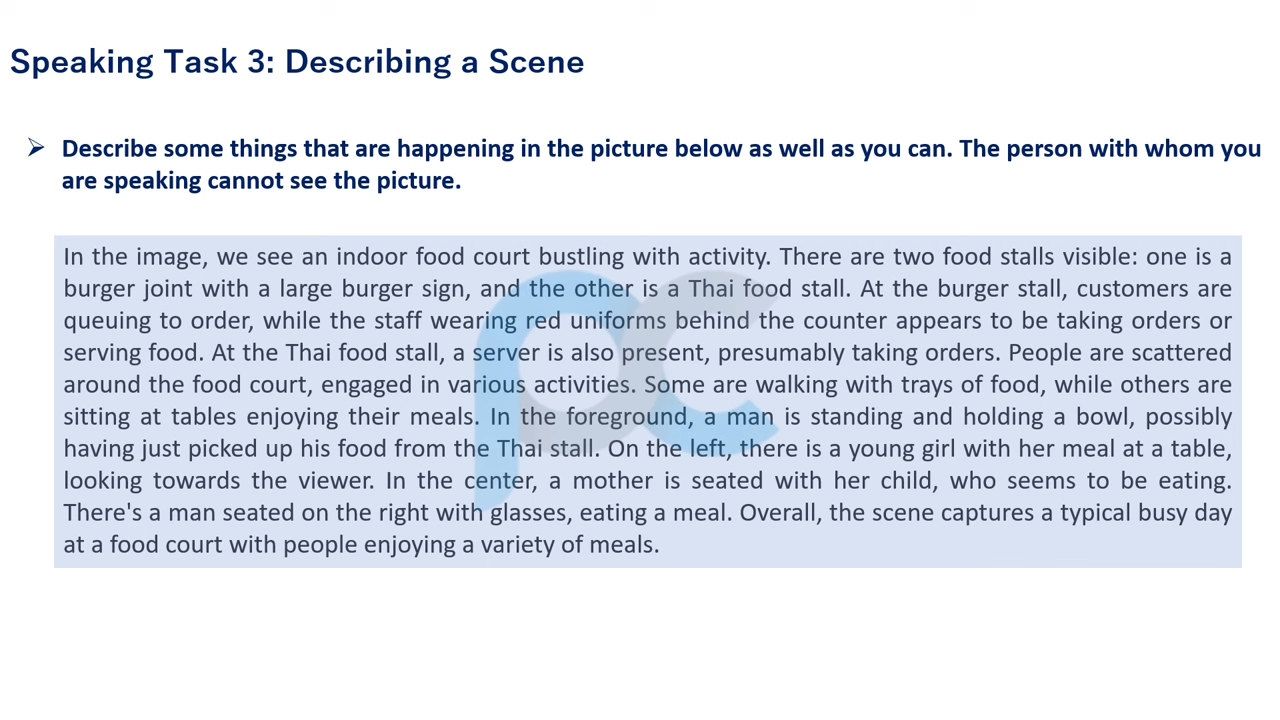 Speaking Task 3: Describing a Scene
➢ Describe some things that are happening in the picture below as well as you can. The person with whom you
are speaking cannot see the picture.
In the image, we see an indoor food court bustling with activity. There are two food stalls visible: one is a
burger joint with a large burger sign, and the other is a Thai food stall. At the burger stall, customers are
queuing to order, while the staff wearing red uniforms behind the counter appears to be taking orders or
serving food. At the Thai food stall, a server is also present, presumably taking orders. People are scattered
around the food court, engaged in various activities. Some are walking with trays of food, while others are
sitting at tables enjoying their meals. In the foreground, a man is standing and holding a bowl, possibly
having just picked up his food from the Thai stall. On the left, there is a young girl with her meal at a table,
looking towards the viewer. In the center, a mother is seated with her child, who seems to be eating.
There's a man seated on the right with glasses, eating a meal. Overall, the scene captures a typical busy day
at a food court with people enjoying a variety of meals.
pc